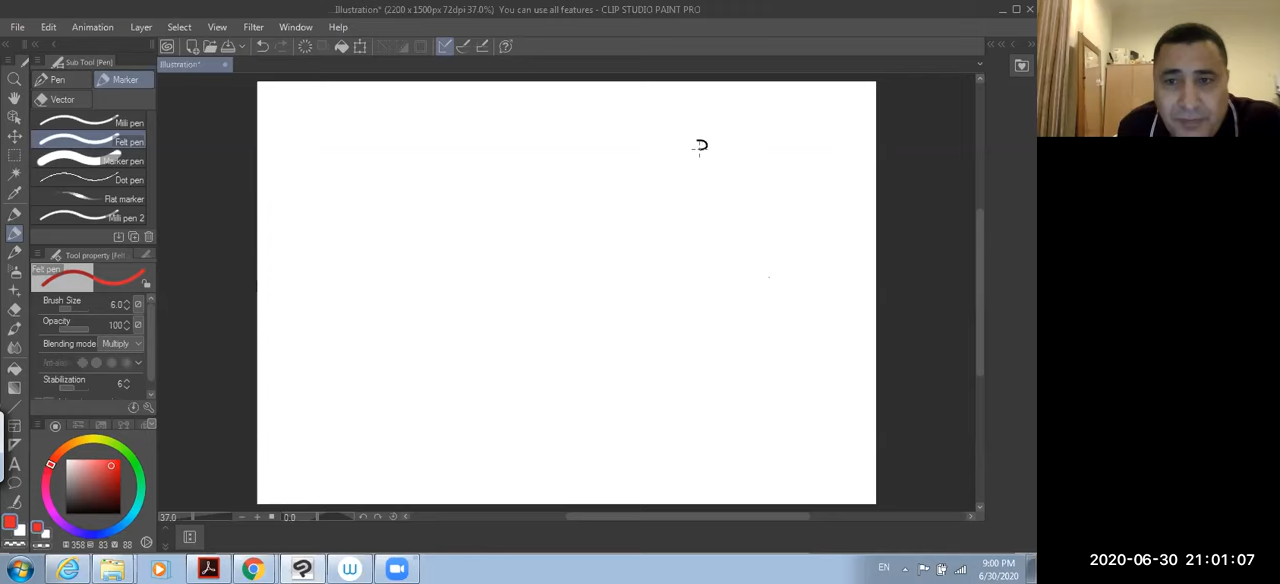 Illustration* (2200 x 1500px 72dpi 37.0%) You can use all features - CLIP STUDIO PAINT PRO
File Edit Animation Layer Select View Filter Window Help
Sub Tool [Pen]
Illustration*
Pen Marker
Vector
Milli pen
Felt pen
Marker pen
Dot pen
Flat marker
Milli pen 2
Tool property [Felt
Felt pen
Brush Size 6.0
Opacity 100
Blending mode Multiply
Stabilization 6
358 83 88
37.0 0.0
EN
9:00 PM
6/30/2020
2020-06-30 21:01:07